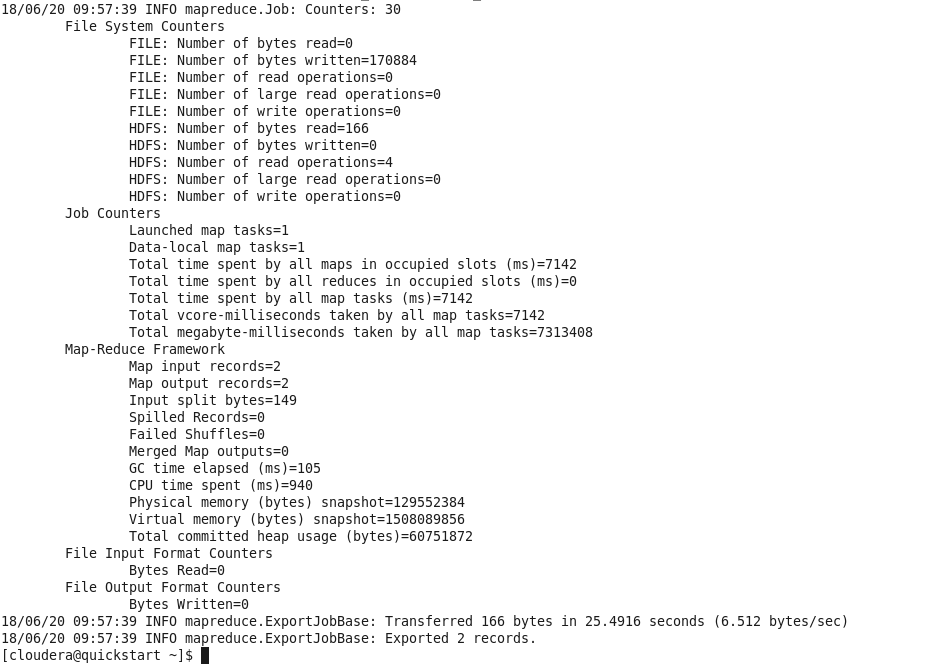 18/06/20 09:57:39 INFO mapreduce.Job: Counters: 30
File System Counters
FILE: Number of bytes read=0
FILE: Number of bytes written=170884
FILE: Number of read operations=0
FILE: Number of large read operations=0
FILE: Number of write operations=0
HDFS: Number of bytes read=166
HDFS: Number of bytes written=0
HDFS: Number of read operations=4
HDFS: Number of large read operations=0
HDFS: Number of write operations=0
Job Counters
Launched map tasks=1
Data-local map tasks=1
Total time spent by all maps in occupied slots (ms)=7142
Total time spent by all reduces in occupied slots (ms)=0
Total time spent by all map tasks (ms)=7142
Total vcore-milliseconds taken by all map tasks=7142
Total megabyte-milliseconds taken by all map tasks=7313408
Map-Reduce Framework
Map input records=2
Map output records=2
Input split bytes=149
Spilled Records=0
Failed Shuffles=0
Merged Map outputs=0
GC time elapsed (ms)=105
CPU time spent (ms)=940
Physical memory (bytes) snapshot=129552384
Virtual memory (bytes) snapshot=1508089856
Total committed heap usage (bytes)=60751872
File Input Format Counters
Bytes Read=0
File Output Format Counters
Bytes Written=0
18/06/20 09:57:39 INFO mapreduce.ExportJobBase: Transferred 166 bytes in 25.4916 seconds (6.512 bytes/sec)
18/06/20 09:57:39 INFO mapreduce.ExportJobBase: Exported 2 records.
[cloudera@quickstart ~]$